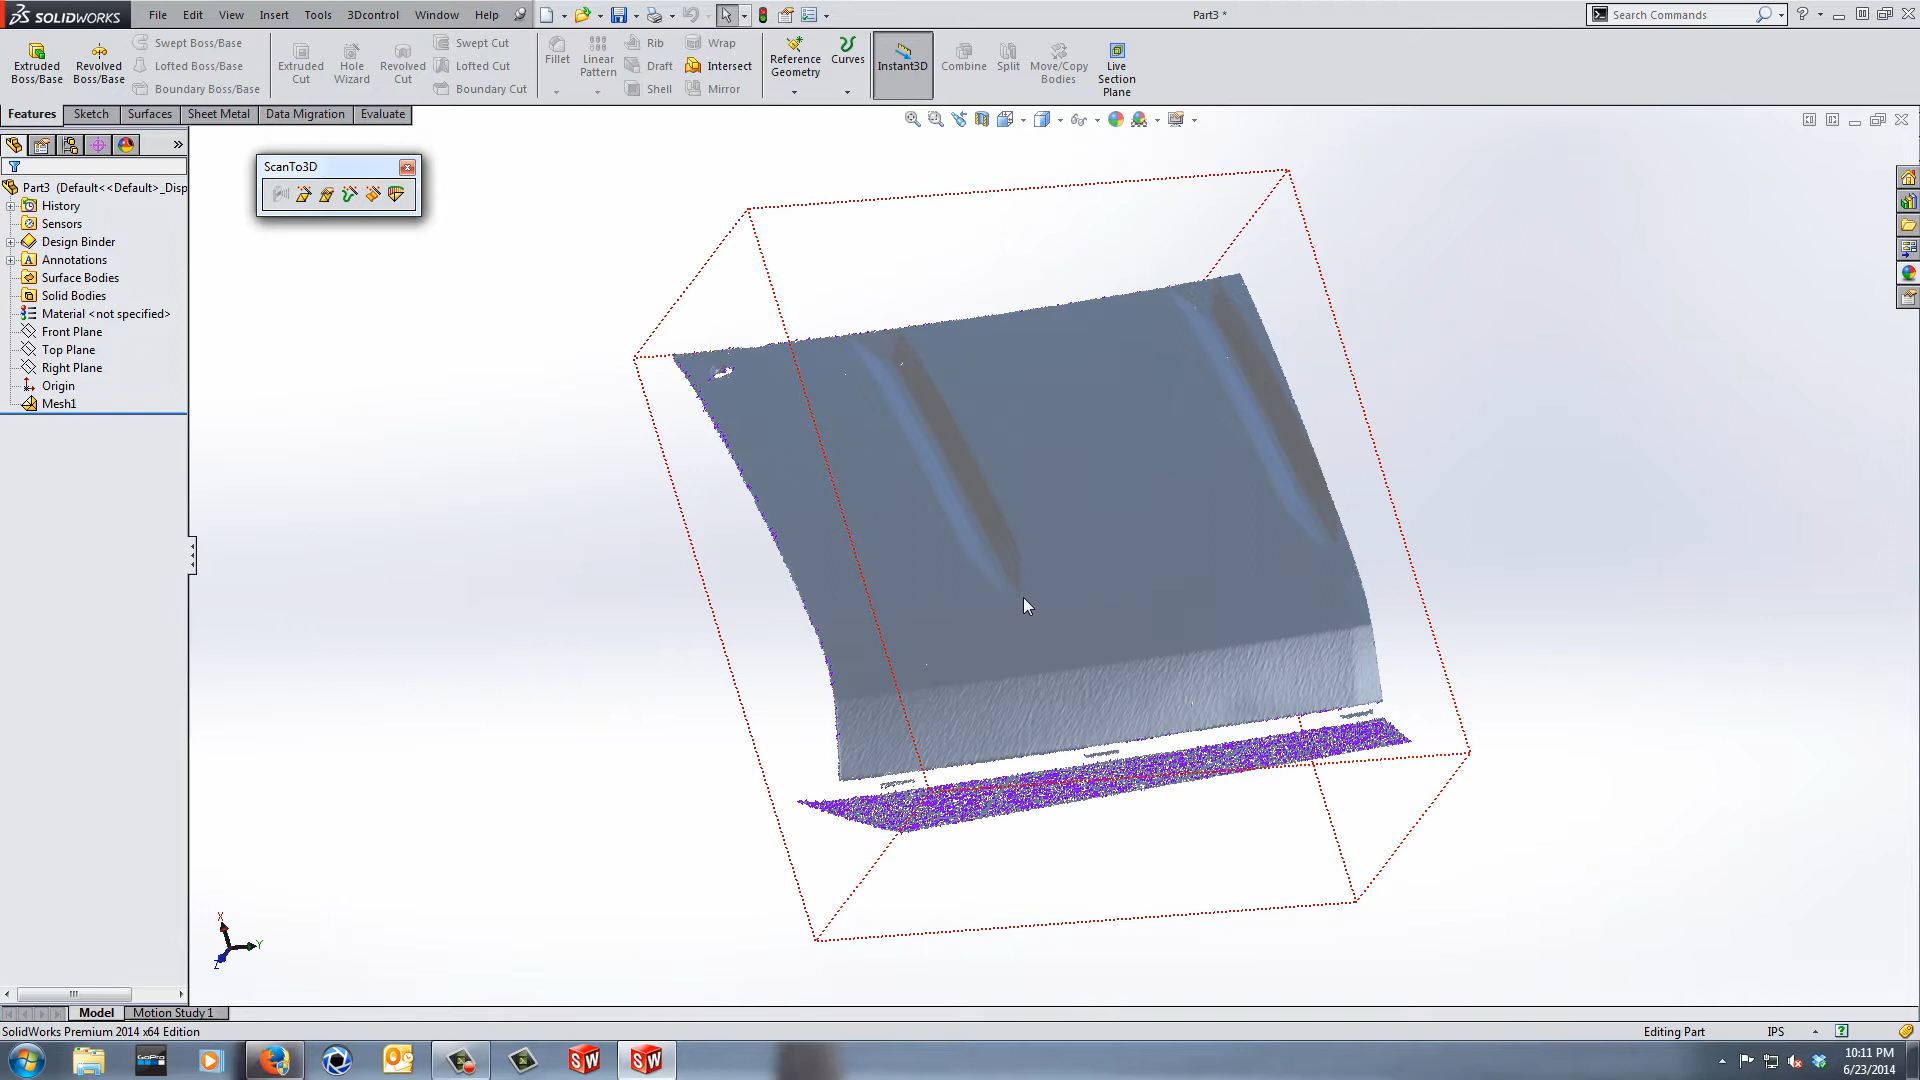 SOLIDWORKS File Edit View Insert Tools 3Dcontrol Window Help Part3 * Search Commands
Extruded Boss/Base
Revolved Boss/Base
Swept Boss/Base
Lofted Boss/Base
Boundary Boss/Base
Extruded Cut
Hole Wizard
Revolved Cut
Swept Cut
Lofted Cut
Boundary Cut
Fillet
Linear Pattern
Rib
Draft
Shell
Wrap
Intersect
Mirror
Reference Geometry
Curves
Instant3D
Combine
Split
Move/Copy Bodies
Live Section Plane
Features Sketch Surfaces Sheet Metal Data Migration Evaluate
ScanTo3D
Part3 (Default<<Default>_Disp
History
Sensors
Design Binder
Annotations
Surface Bodies
Solid Bodies
Material <not specified>
Front Plane
Top Plane
Right Plane
Origin
Mesh1
X
Y
Z
Model Motion Study 1
SolidWorks Premium 2014 x64 Edition Editing Part IPS
GoPro
SW
SW
10:11 PM
6/23/2014